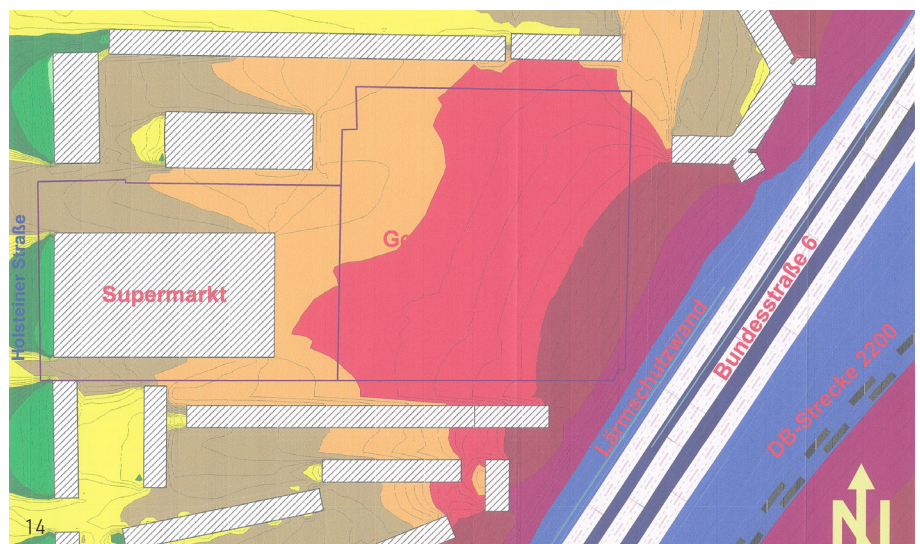 Holsteiner Straße
Supermarkt
Lärmschutzwand
Bundesstraße 6
DB-Strecke 2200
N
14